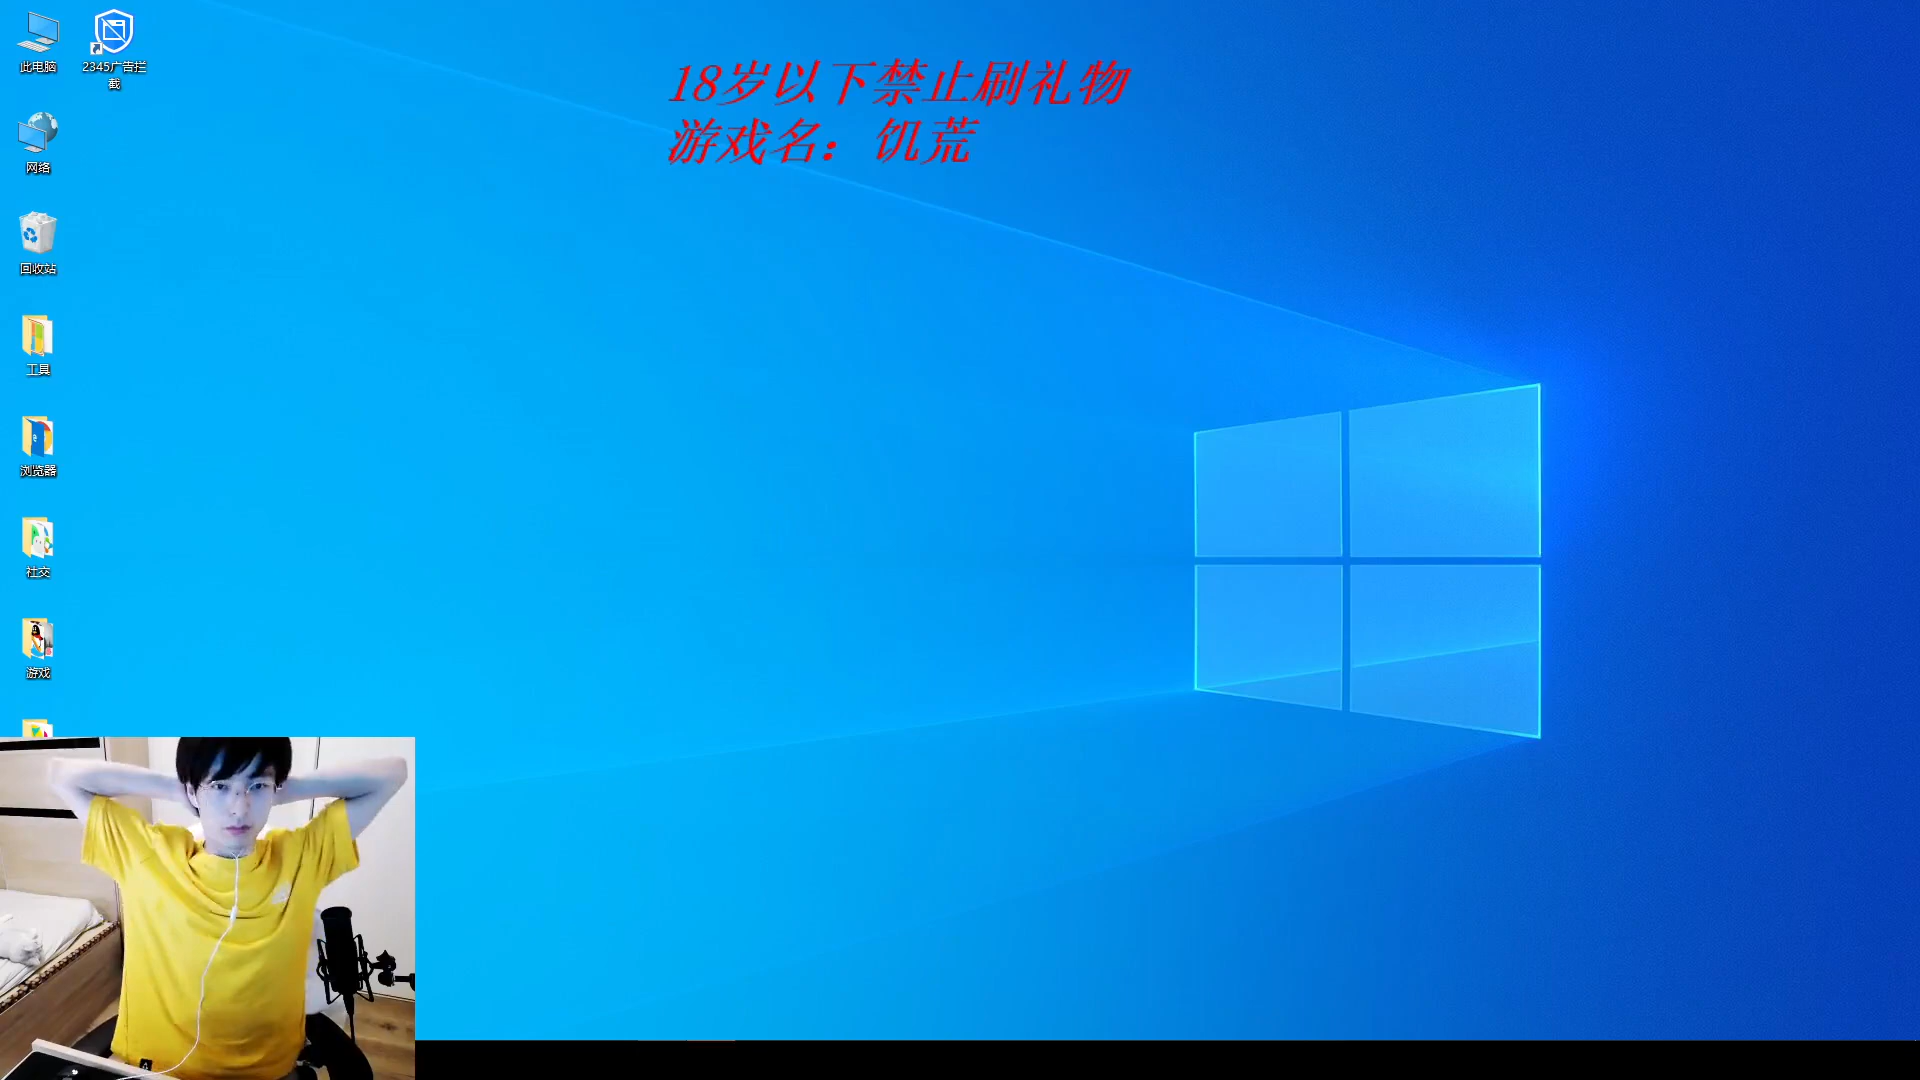 此电脑
2345广告拦
截
网络
回收站
工具
浏览器
社交
游戏
18岁以下禁止刷礼物
游戏名：饥荒